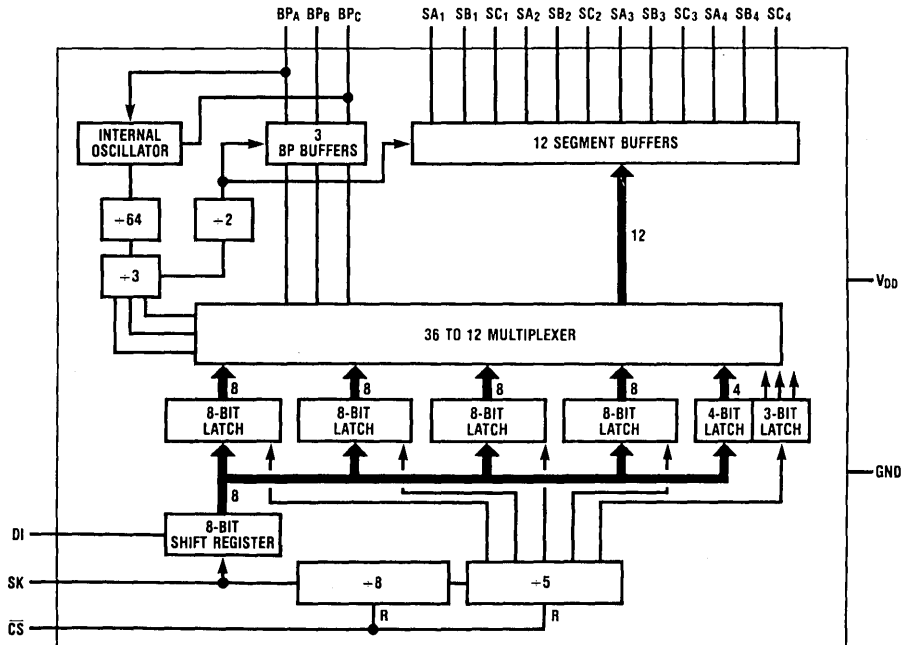 BPA BPB BPC SA1 SB1 SC1 SA2 SB2 SC2 SA3 SB3 SC3 SA4 SB4 SC4
INTERNAL
OSCILLATOR
3
BP BUFFERS
12 SEGMENT BUFFERS
÷64
÷2
12
÷3
VDD
36 TO 12 MULTIPLEXER
8 8 8 8 4
8-BIT
LATCH
8-BIT
LATCH
8-BIT
LATCH
8-BIT
LATCH
4-BIT
LATCH
3-BIT
LATCH
GND
8
DI
8-BIT
SHIFT REGISTER
SK
÷8
÷5
R R
CS